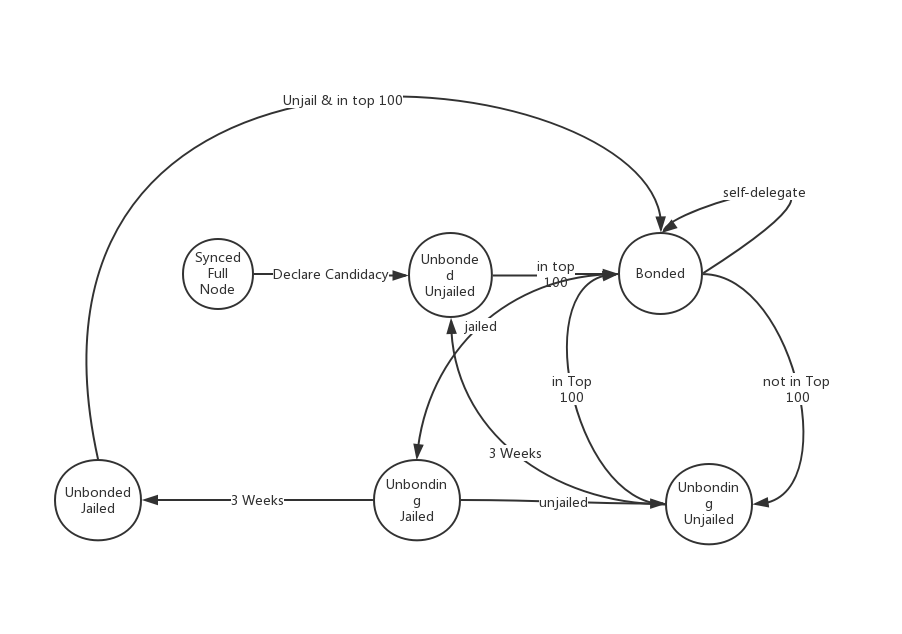 Unjail & in top 100
self-delegate
Synced
Full
Node
Declare Candidacy
Unbonde
d
Unjailed
in top
100
Bonded
jailed
in Top
100
not in Top
100
3 Weeks
Unbonded
Jailed
3 Weeks
Unbondin
g
Jailed
unjailed
Unbondin
g
Unjailed